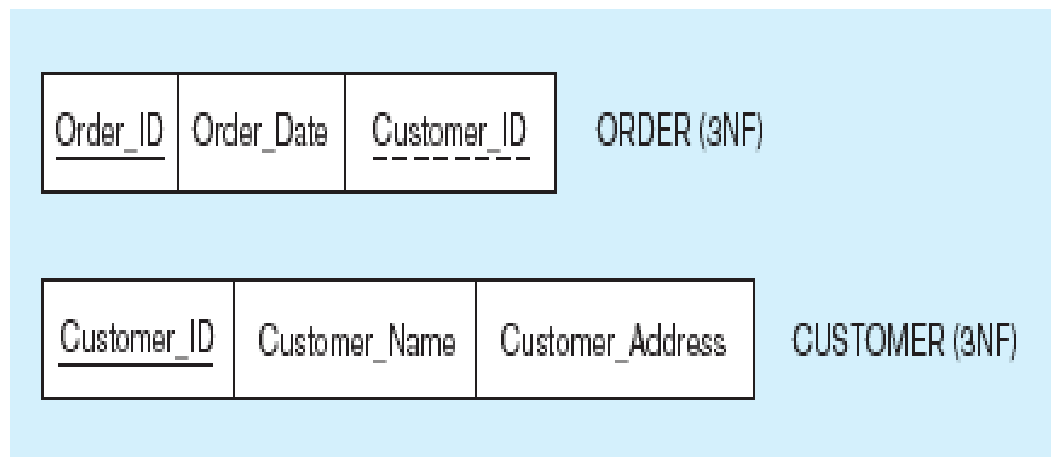 Order_ID Order_Date Customer_ID ORDER (3NF)
Customer_ID Customer_Name Customer_Address CUSTOMER (3NF)